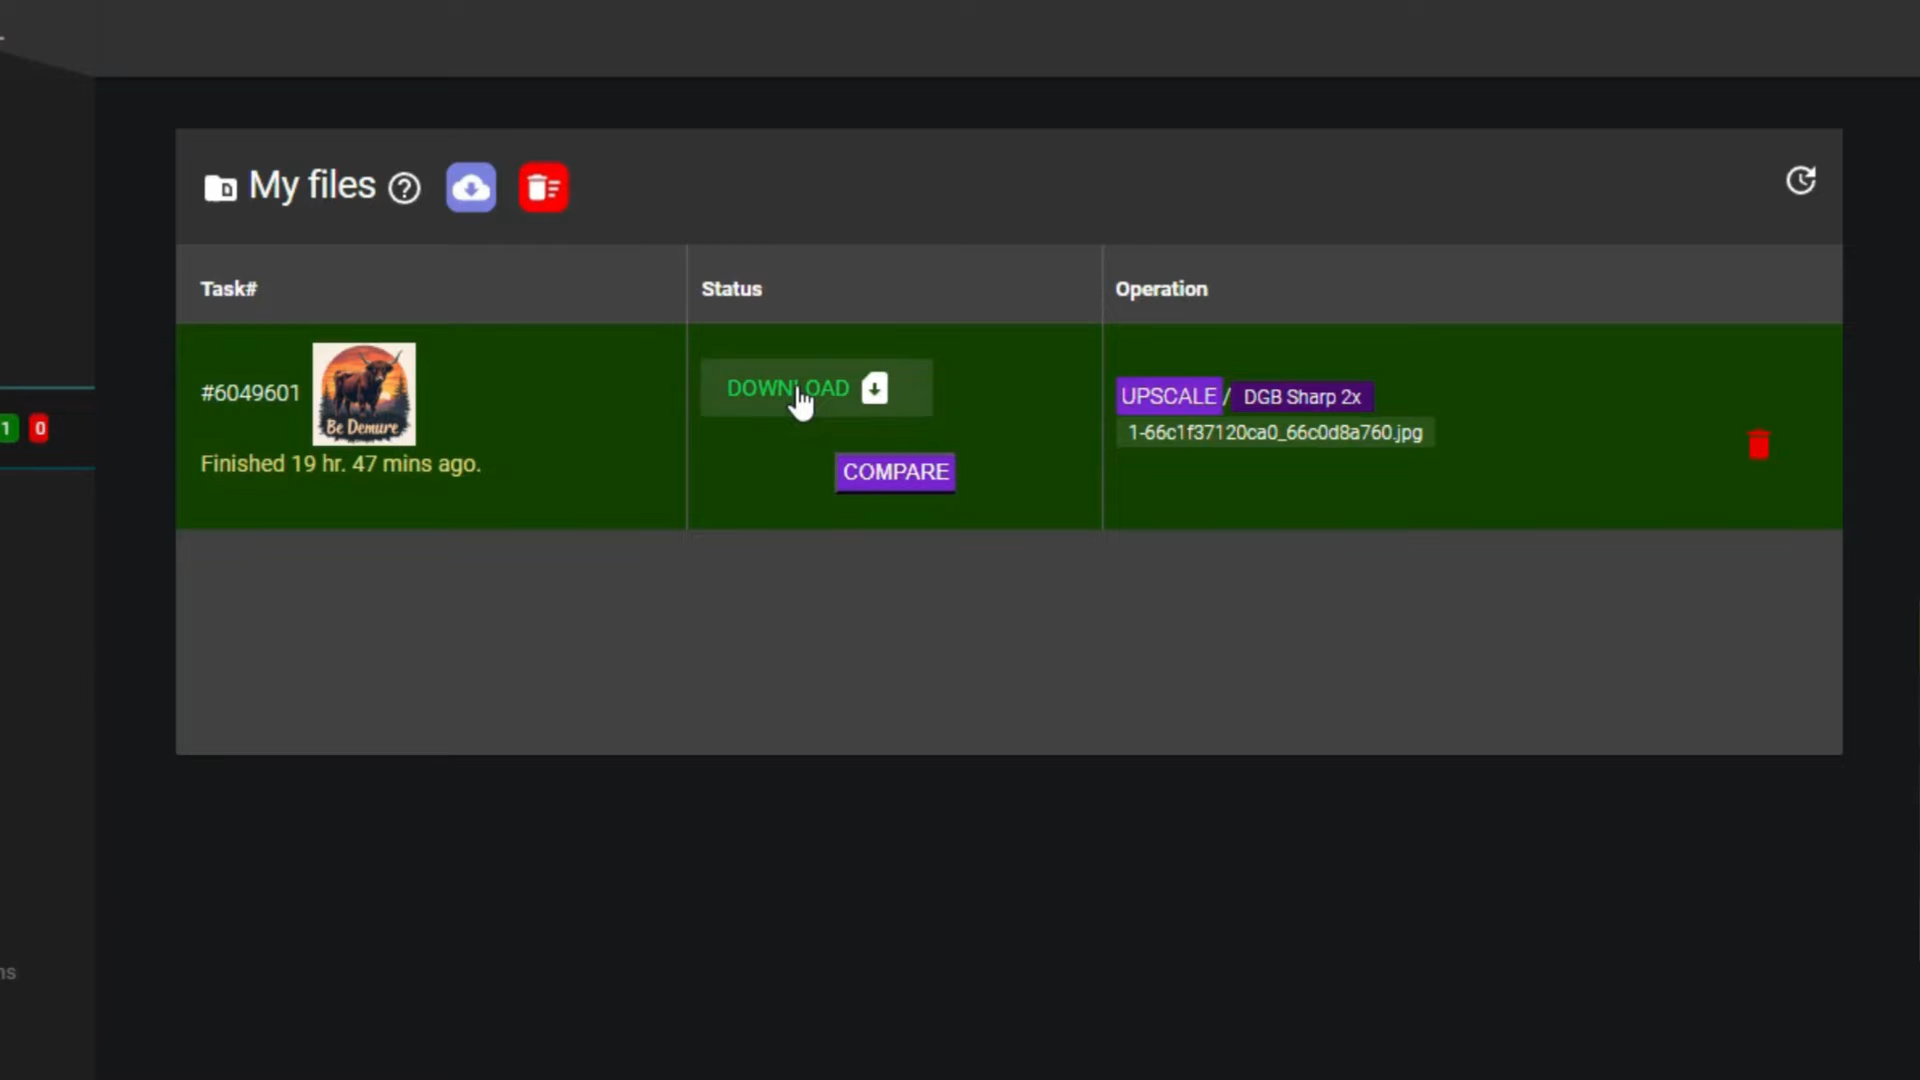 My files
Task#
Status
Operation
#6049601
Be Demure
Finished 19 hr. 47 mins ago.
DOWNLOAD
COMPARE
UPSCALE / DGB Sharp 2x
1-66c1f37120ca0_66c0d8a760.jpg
1 0
ns